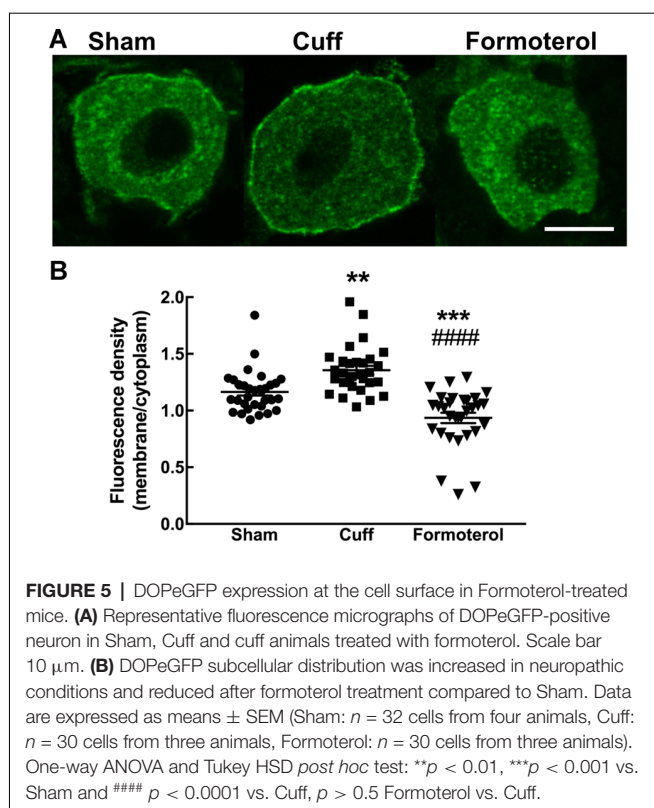 A
Sham Cuff Formoterol
B
Fluorescence density
(membrane/cytoplasm)
2.0
1.5
1.0
0.5
0.0
**
***
####
Sham Cuff Formoterol
FIGURE 5 | DOPeGFP expression at the cell surface in Formoterol-treated
mice. (A) Representative fluorescence micrographs of DOPeGFP-positive
neuron in Sham, Cuff and cuff animals treated with formoterol. Scale bar
10 μm. (B) DOPeGFP subcellular distribution was increased in neuropathic
conditions and reduced after formoterol treatment compared to Sham. Data
are expressed as means ± SEM (Sham: n = 32 cells from four animals, Cuff:
n = 30 cells from three animals, Formoterol: n = 30 cells from three animals).
One-way ANOVA and Tukey HSD post hoc test: **p < 0.01, ***p < 0.001 vs.
Sham and #### p < 0.0001 vs. Cuff, p > 0.5 Formoterol vs. Cuff.